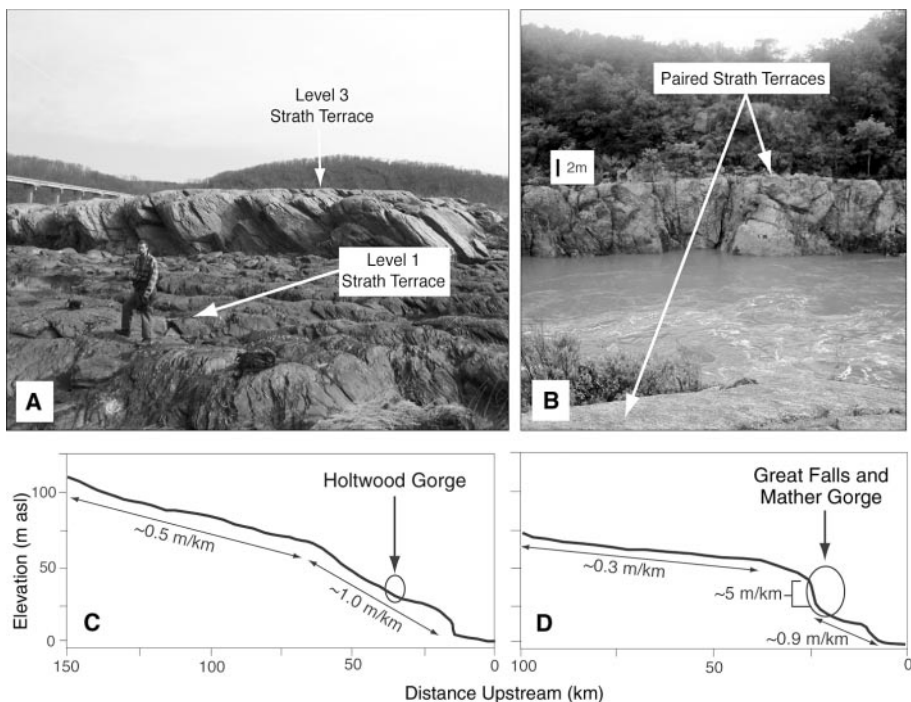 Level 3
Strath Terrace
Level 1
Strath Terrace
A
Paired Strath Terraces
2m
B
Holtwood Gorge
Elevation (m asl)
100
50
0
~0.5 m/km
~1.0 m/km
C
150
100
50
0
Great Falls and
Mather Gorge
~0.3 m/km
~5 m/km
~0.9 m/km
D
100
50
0
Distance Upstream (km)